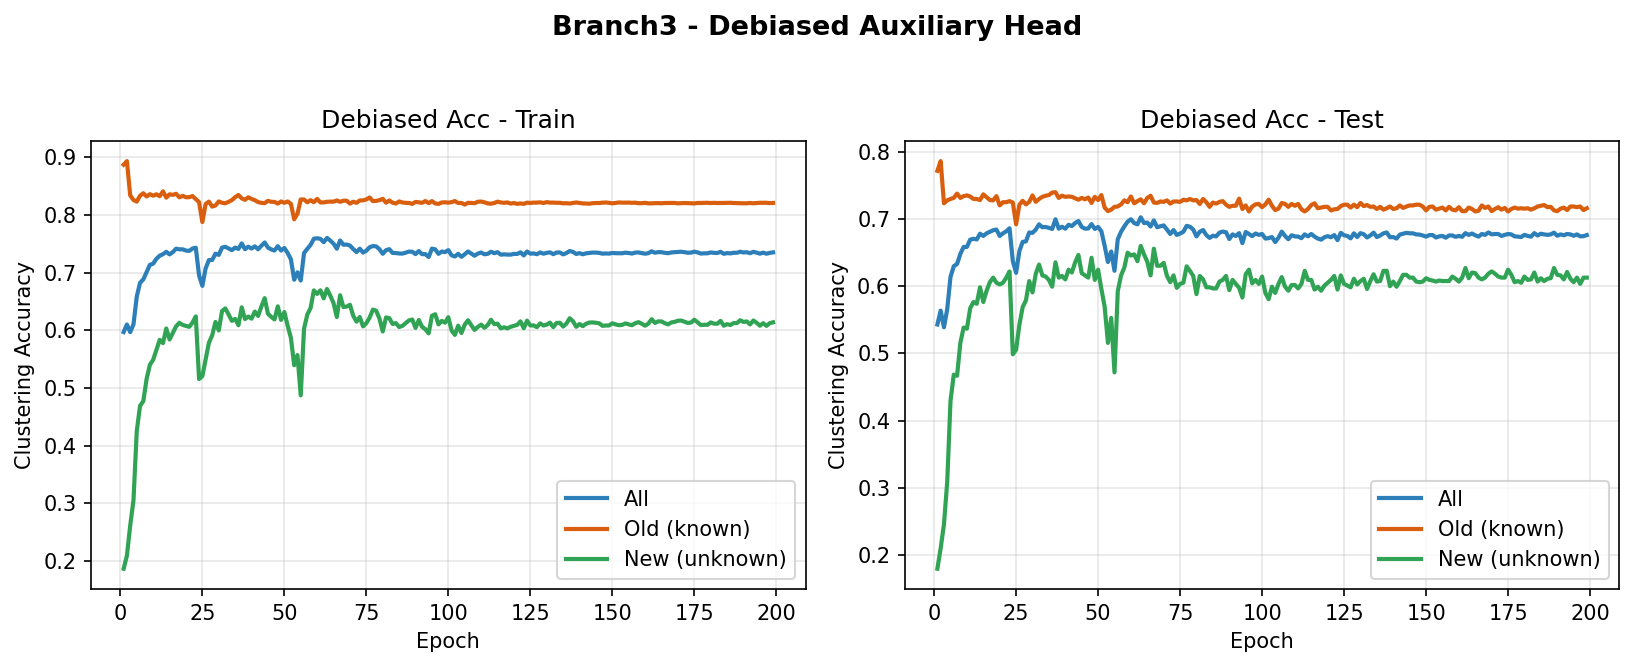 Branch3 - Debiased Auxiliary Head
Debiased Acc - Train
Clustering Accuracy
0.9
0.8
0.7
0.6
0.5
0.4
0.3
0.2
0 25 50 75 100 125 150 175 200
Epoch
All
Old (known)
New (unknown)
Debiased Acc - Test
Clustering Accuracy
0.8
0.7
0.6
0.5
0.4
0.3
0.2
0 25 50 75 100 125 150 175 200
Epoch
All
Old (known)
New (unknown)